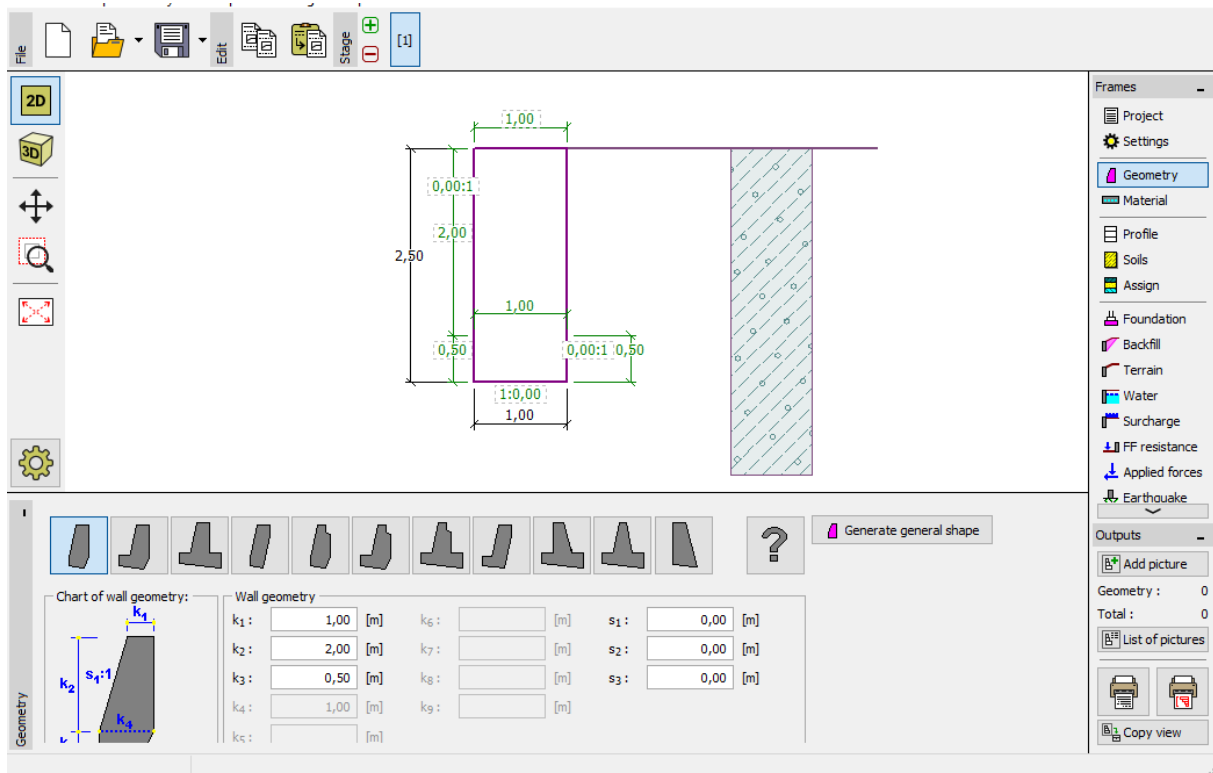 File
Edit
Stage
[1]
2D
3D
1,00
0,00:1
2,00
2,50
1,00
0,50
0,00:1
0,50
1:0,00
1,00
Frames
Project
Settings
Geometry
Material
Profile
Soils
Assign
Foundation
Backfill
Terrain
Water
Surcharge
FF resistance
Applied forces
Earthquake
Outputs
Add picture
Geometry : 0
Total : 0
List of pictures
Copy view
Geometry
?
Generate general shape
Chart of wall geometry:
k₁
k₂
s₁:1
k₄
Wall geometry
k₁ : 1,00 [m] k₆ : [m] s₁ : 0,00 [m]
k₂ : 2,00 [m] k₇ : [m] s₂ : 0,00 [m]
k₃ : 0,50 [m] k₈ : [m] s₃ : 0,00 [m]
k₄ : 1,00 [m] k₉ : [m]
k₅ : [m]